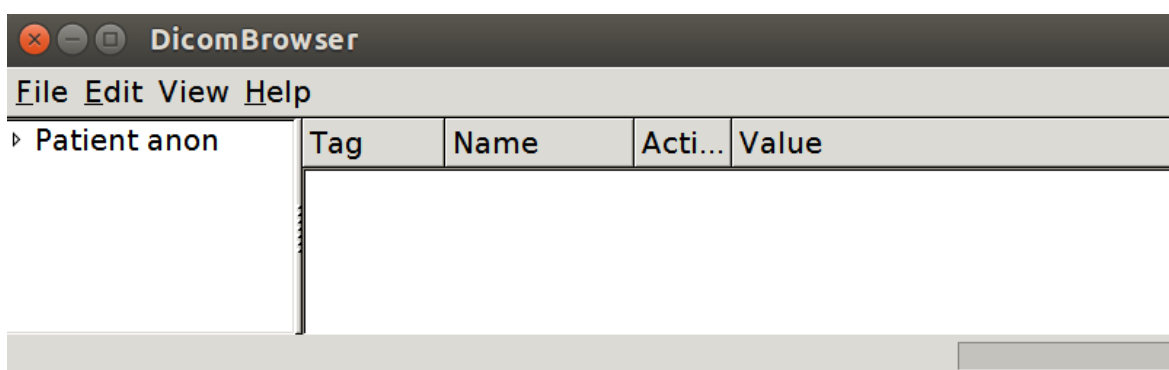 DicomBrowser
File Edit View Help
Patient anon
Tag Name Acti... Value